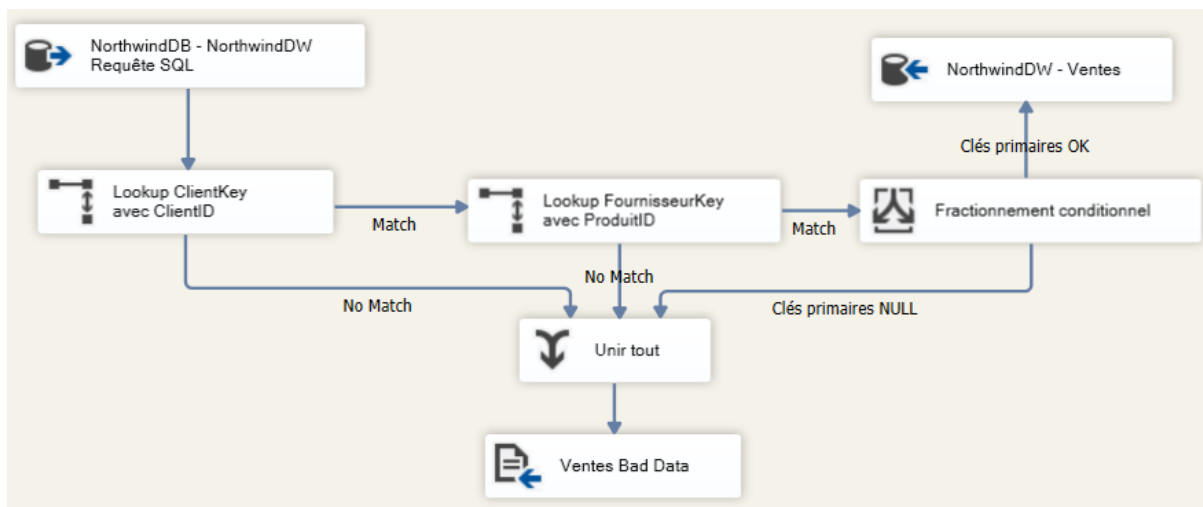 NorthwindDB - NorthwindDW
Requête SQL
NorthwindDW - Ventes
Clés primaires OK
Lookup ClientKey
avec ClientID
Match
Lookup FournisseurKey
avec ProduitID
Match
Fractionnement conditionnel
No Match
No Match
Clés primaires NULL
Unir tout
Ventes Bad Data